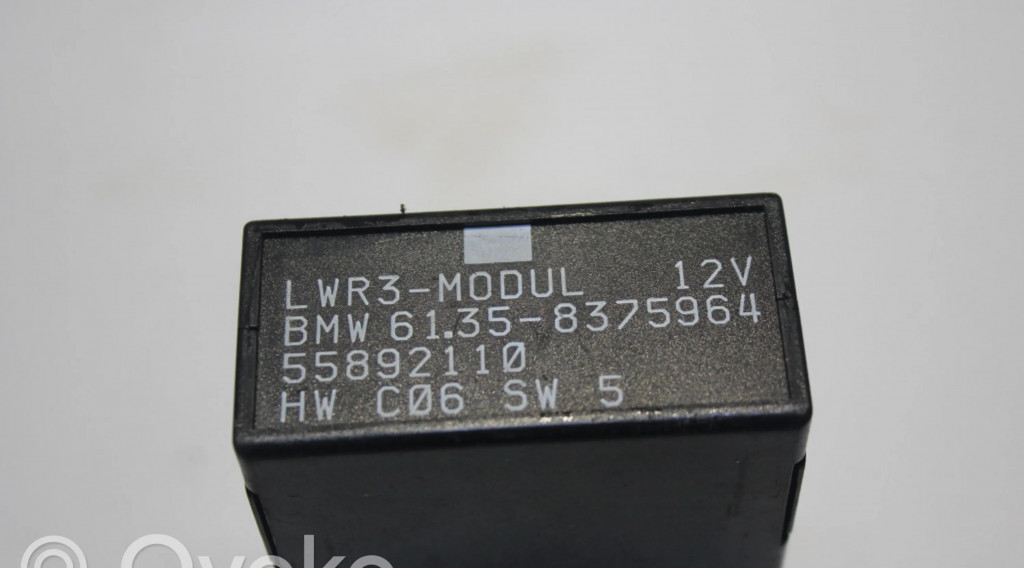 LWR3-MODUL 12V
BMW 61.35-8375964
55892110
HW C06 SW 5